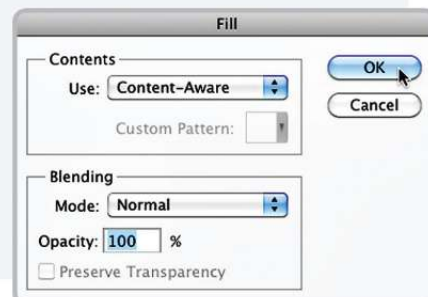 Fill
Contents
Use: Content-Aware
Custom Pattern:
OK
Cancel
Blending
Mode: Normal
Opacity: 100 %
Preserve Transparency